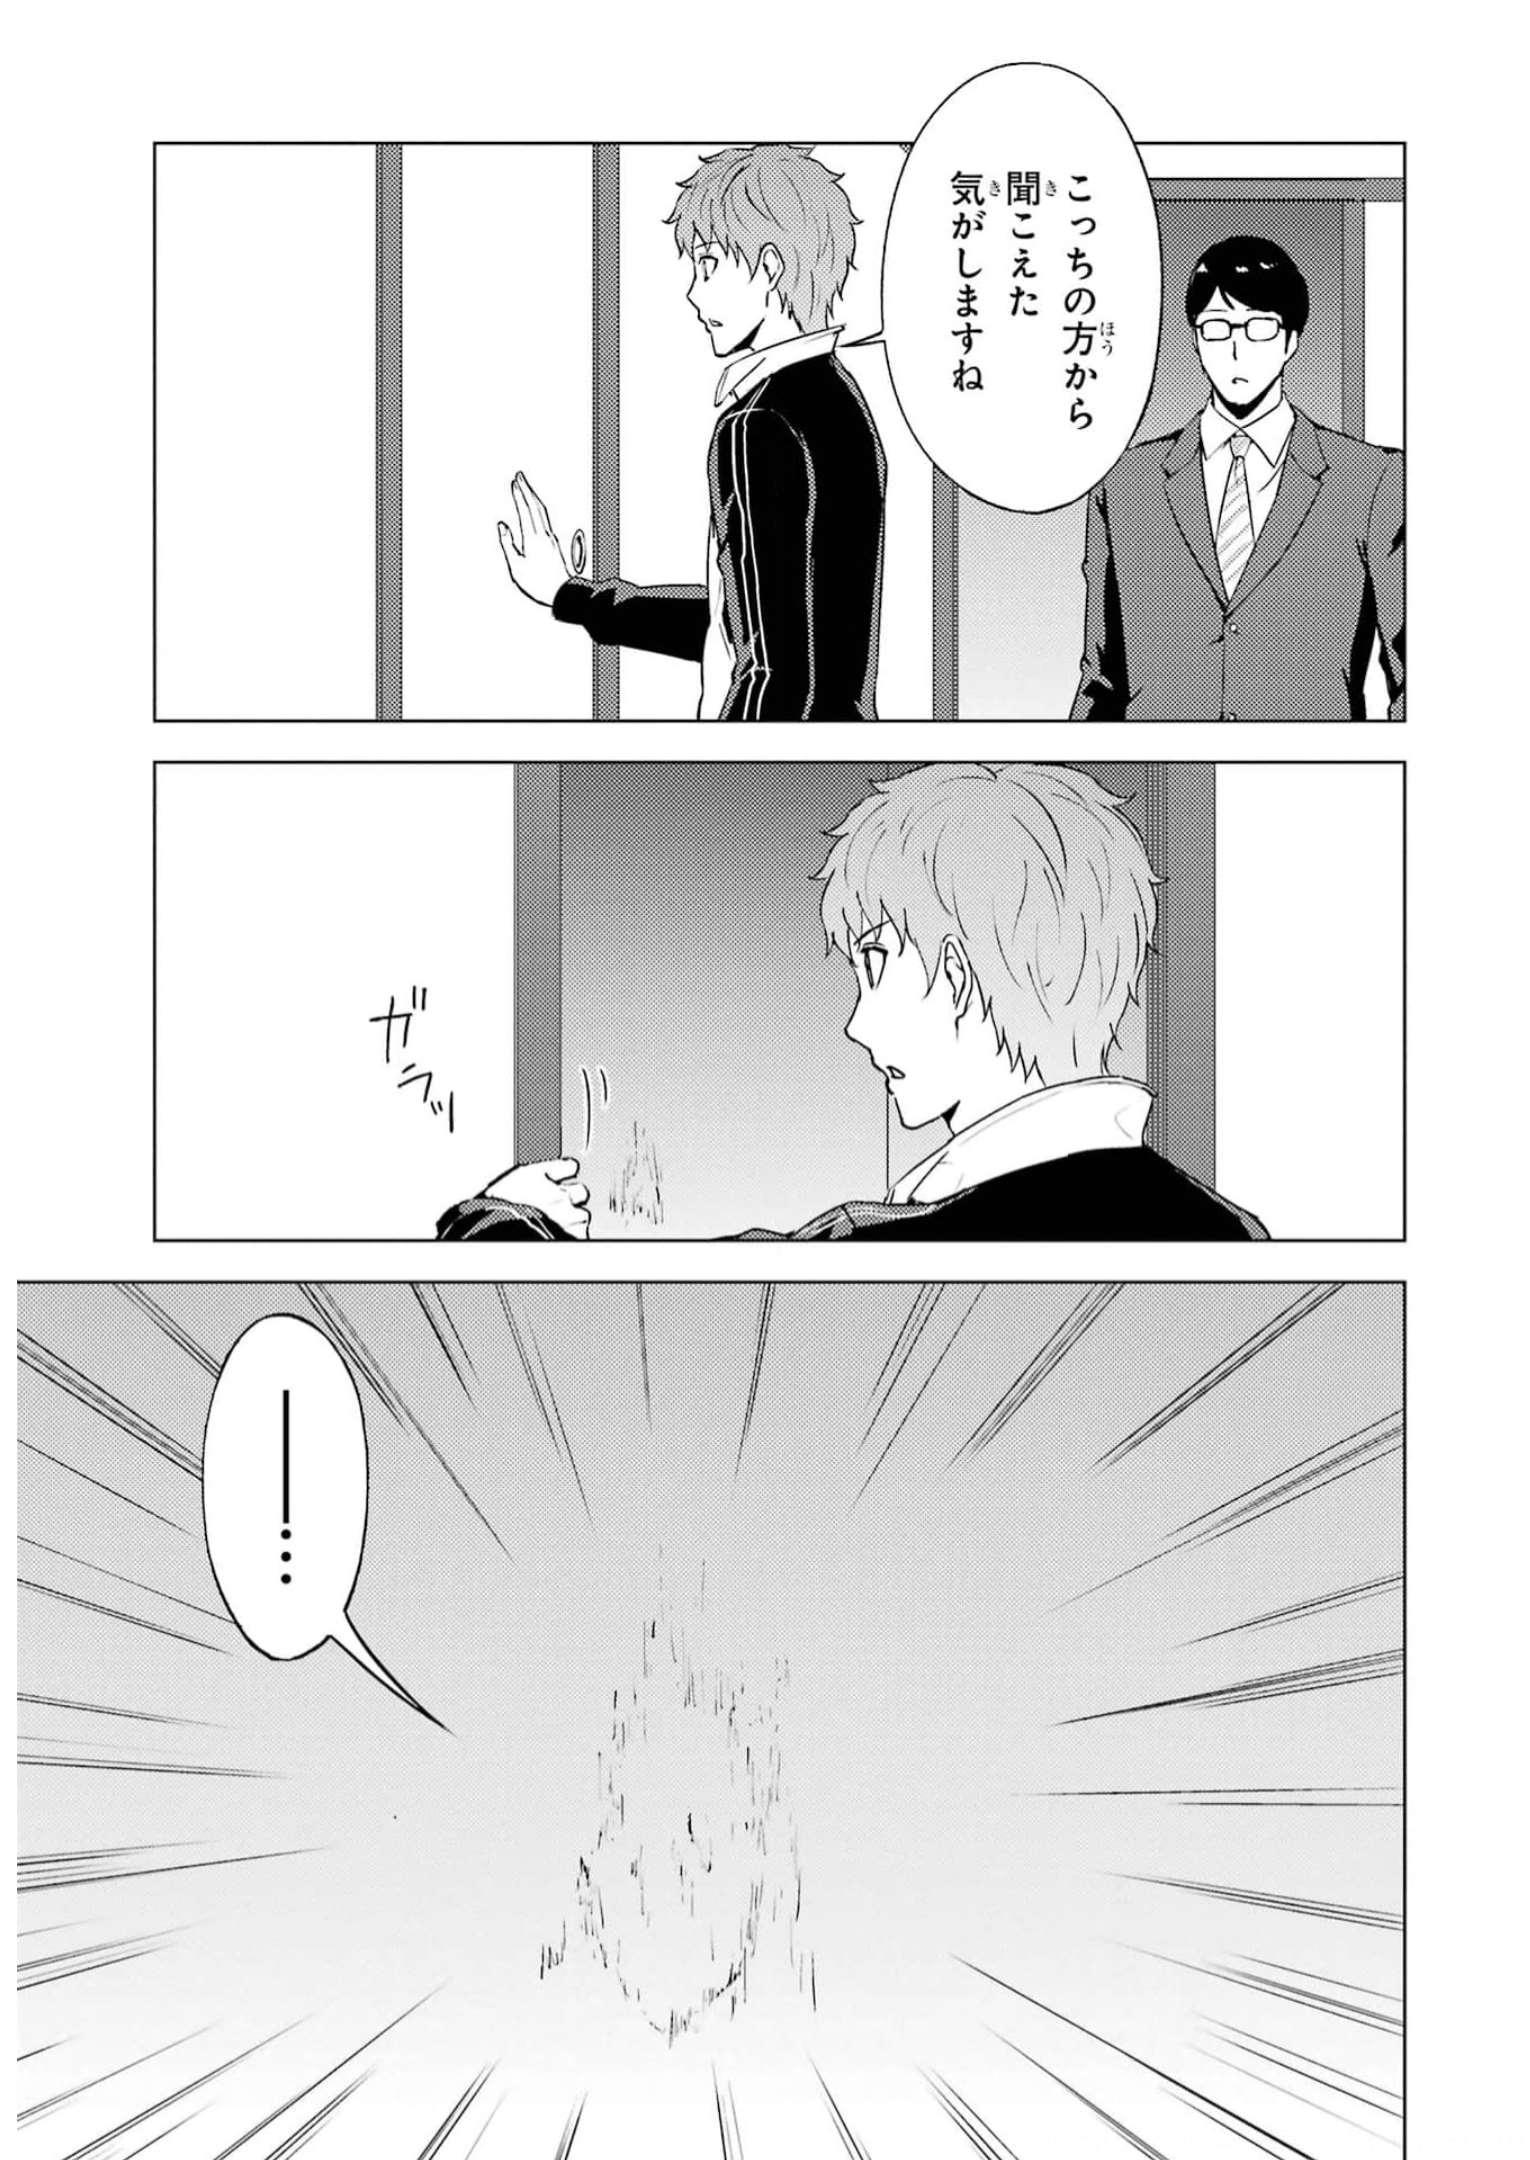 こっちの方から
聞こえた
気がしますね
ガラッ
――…